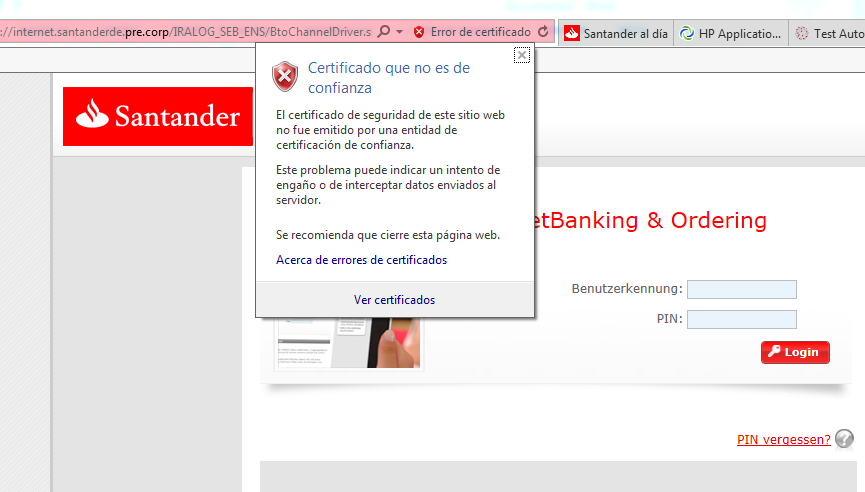 ://internet.santanderde.pre.corp/IRALOG_SEB_ENS/BtoChannelDriver.s
Error de certificado
Santander al día
HP Applicatio...
Test Auto
Santander
Certificado que no es de
confianza
El certificado de seguridad de este sitio web
no fue emitido por una entidad de
certificación de confianza.
Este problema puede indicar un intento de
engaño o de interceptar datos enviados al
servidor.
Se recomienda que cierre esta página web.
Acerca de errores de certificados
Ver certificados
etBanking & Ordering
Benutzerkennung:
PIN:
Login
PIN vergessen? ?